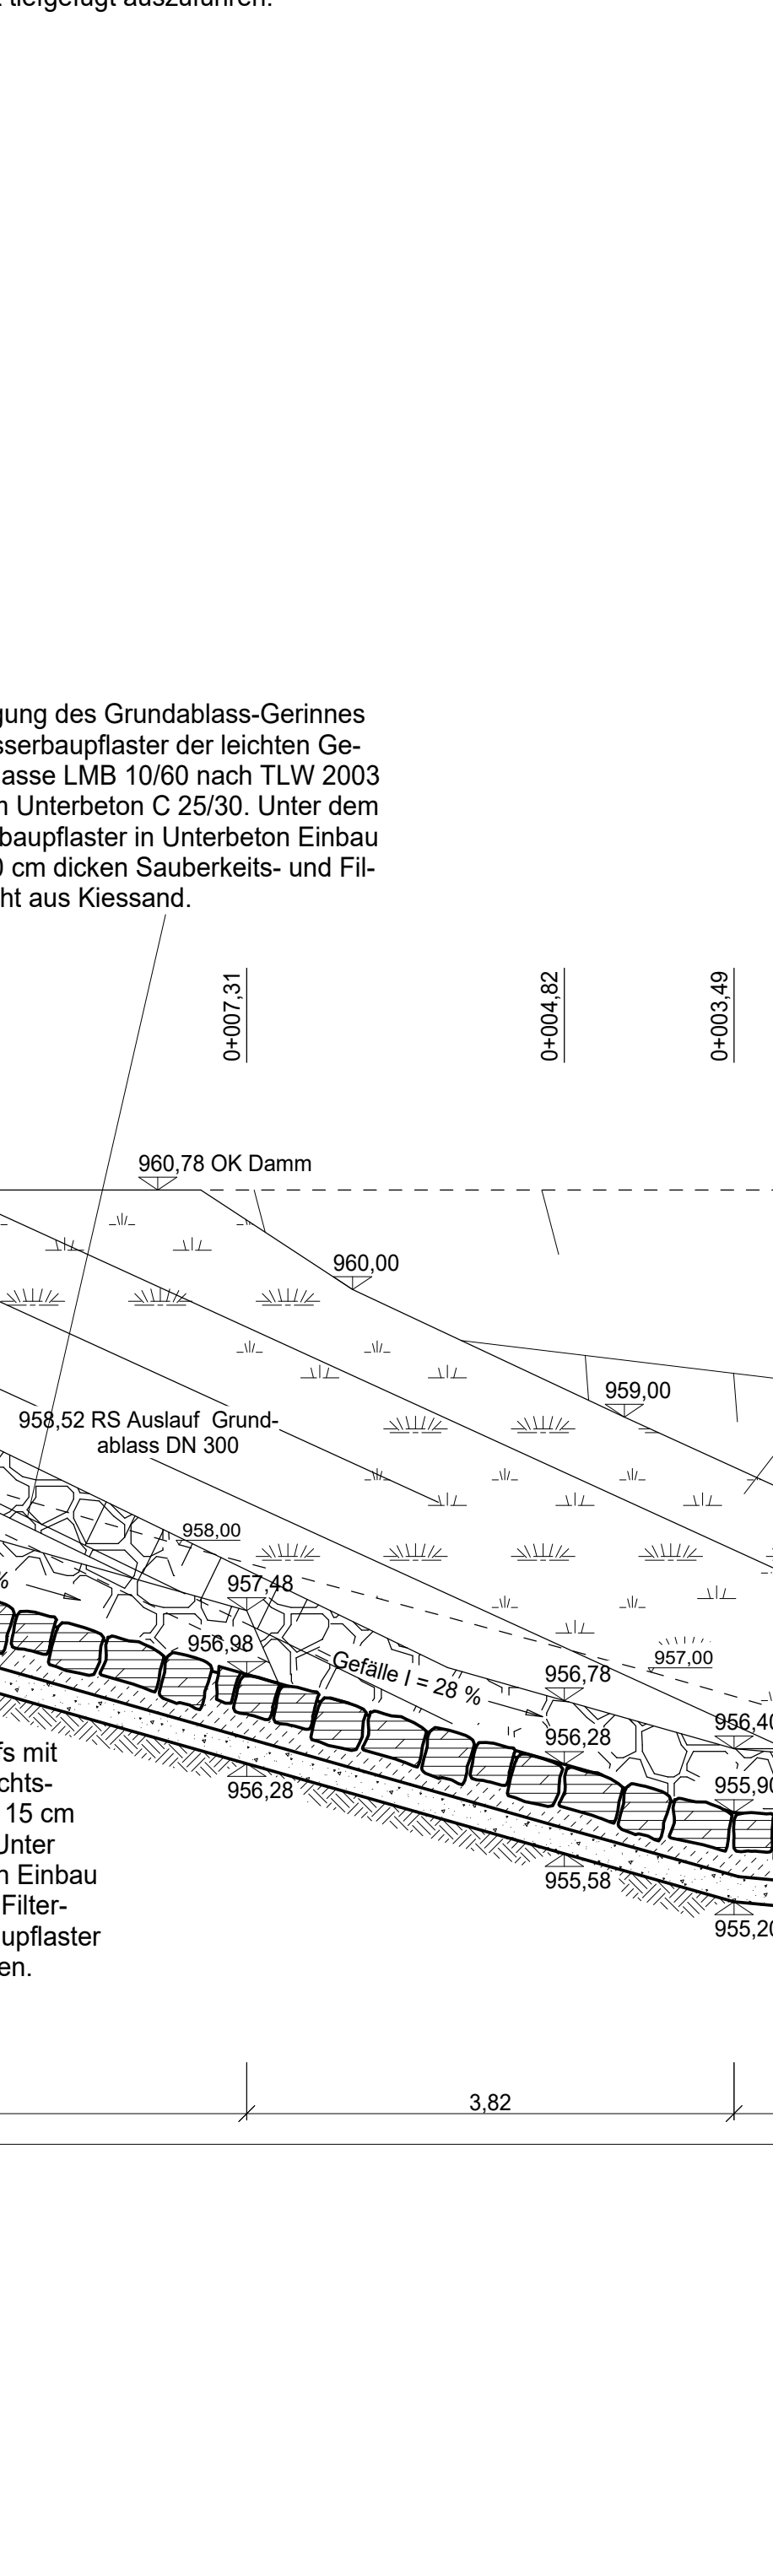 tiefgefugt auszuführen.
gung des Grundablass-Gerinnes
sserbaupflaster der leichten Ge-
asse LMB 10/60 nach TLW 2003
n Unterbeton C 25/30. Unter dem
baupflaster in Unterbeton Einbau
0 cm dicken Sauberkeits- und Fil-
ht aus Kiessand.
0+007,31
0+004,82
0+003,49
960,78 OK Damm
960,00
959,00
958,52 RS Auslauf Grund-
ablass DN 300
958,00
%
957,48
956,98
Gefälle I = 28 %
957,00
956,78
956,40
956,28
955,90
fs mit
chts-
15 cm
Unter
n Einbau
Filter-
upflaster
en.
956,28
955,58
955,20
3,82